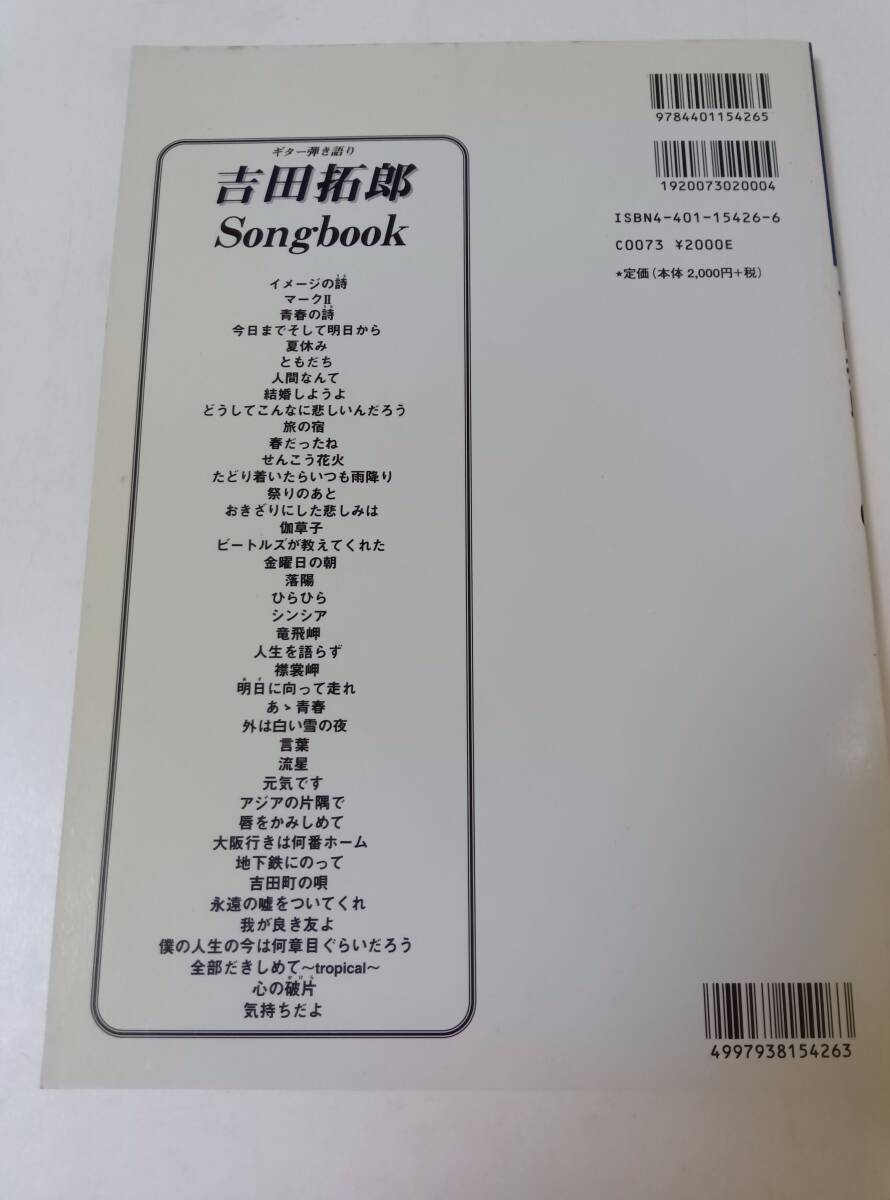 9784401154265
1920073020004
ISBN4-401-15426-6
C0073 ¥2000E
★定価(本体 2,000円+税)
ギター弾き語り
吉田拓郎
Songbook
イメージの詩
マークⅡ
青春の詩
今日までそして明日から
夏休み
ともだち
人間なんて
結婚しようよ
どうしてこんなに悲しいんだろう
旅の宿
春だったね
せんこう花火
たどり着いたらいつも雨降り
祭りのあと
おきざりにした悲しみは
伽草子
ビートルズが教えてくれた
金曜日の朝
落陽
ひらひら
シンシア
竜飛岬
人生を語らず
襟裳岬
明日に向って走れ
あゝ青春
外は白い雪の夜
言葉
流星
元気です
アジアの片隅で
唇をかみしめて
大阪行きは何番ホーム
地下鉄にのって
吉田町の唄
永遠の嘘をついてくれ
我が良き友よ
僕の人生の今は何章目ぐらいだろう
全部だきしめて〜tropical〜
心の破片
気持ちだよ
4997938154263